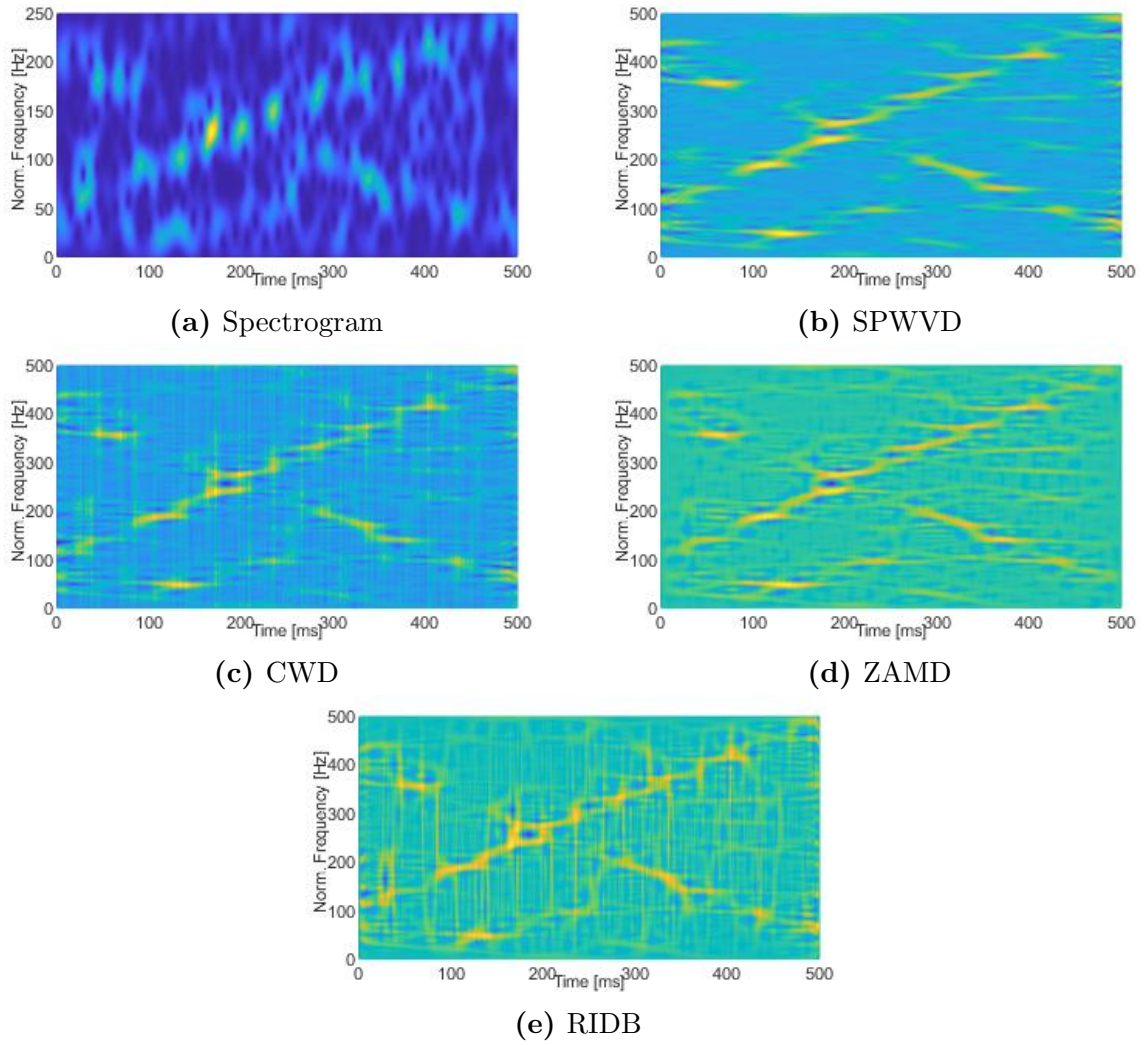 250
200
150
100
50
0
Norm. Frequency [Hz]
0 100 200 300 400 500
Time [ms]
(a) Spectrogram
500
400
300
200
100
0
Norm. Frequency [Hz]
0 100 200 300 400 500
Time [ms]
(b) SPWVD
500
400
300
200
100
0
Norm. Frequency [Hz]
0 100 200 300 400 500
Time [ms]
(c) CWD
500
400
300
200
100
0
Norm. Frequency [Hz]
0 100 200 300 400 500
Time [ms]
(d) ZAMD
500
400
300
200
100
0
Norm. Frequency [Hz]
0 100 200 300 400 500
Time [ms]
(e) RIDB